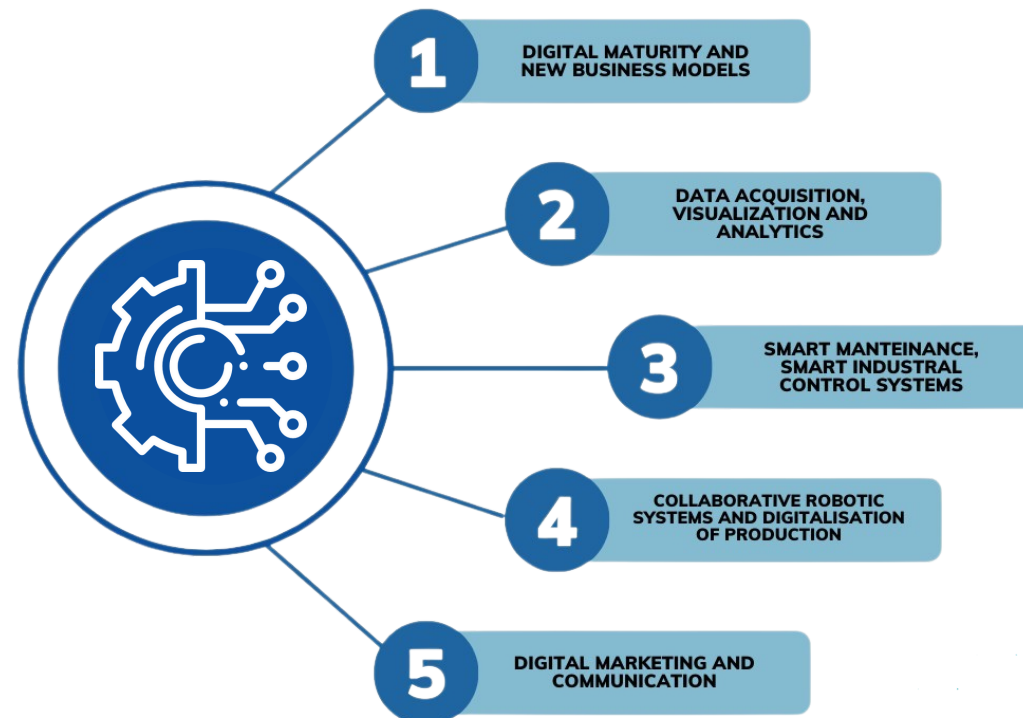 1
DIGITAL MATURITY AND
NEW BUSINESS MODELS
2
DATA ACQUISITION,
VISUALIZATION AND
ANALYTICS
3
SMART MANTEINANCE,
SMART INDUSTRAL
CONTROL SYSTEMS
4
COLLABORATIVE ROBOTIC
SYSTEMS AND DIGITALISATION
OF PRODUCTION
5
DIGITAL MARKETING AND
COMMUNICATION